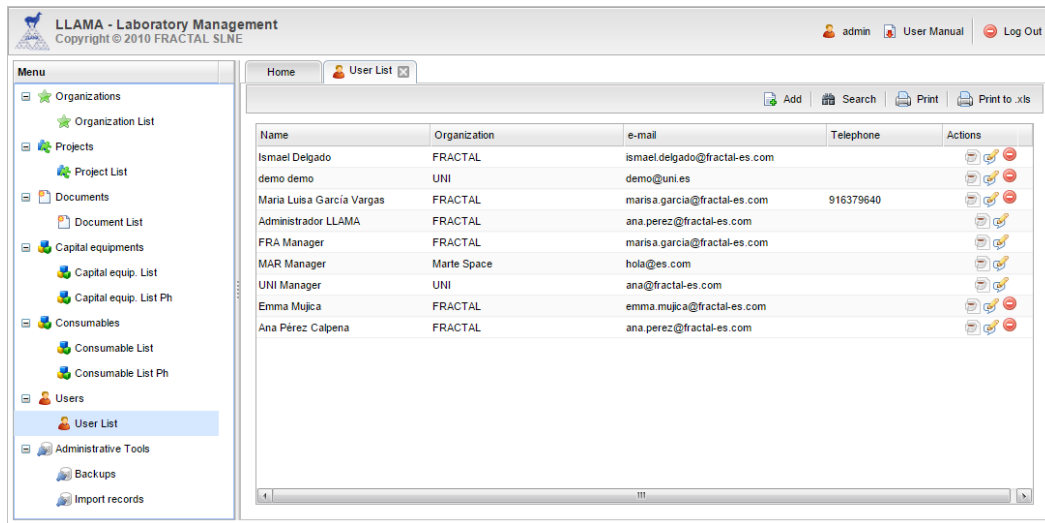 LLAMA - Laboratory Management
Copyright © 2010 FRACTAL SLNE
admin User Manual Log Out
Menu
Organizations
Organization List
Projects
Project List
Documents
Document List
Capital equipments
Capital equip. List
Capital equip. List Ph
Consumables
Consumable List
Consumable List Ph
Users
User List
Administrative Tools
Backups
Import records
Home User List
Add Search Print Print to .xls
Name Organization e-mail Telephone Actions
Ismael Delgado FRACTAL ismael.delgado@fractal-es.com
demo demo UNI demo@uni.es
Maria Luisa García Vargas FRACTAL marisa.garcia@fractal-es.com 916379640
Administrador LLAMA FRACTAL ana.perez@fractal-es.com
FRA Manager FRACTAL marisa.garcia@fractal-es.com
MAR Manager Marte Space hola@es.com
UNI Manager UNI ana@fractal-es.com
Emma Mujica FRACTAL emma.mujica@fractal-es.com
Ana Pérez Calpena FRACTAL ana.perez@fractal-es.com